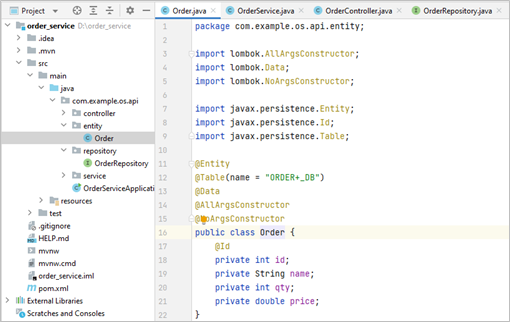 Project
order_service D:\order_service
.idea
.mvn
src
main
java
com.example.os.api
controller
entity
Order
repository
OrderRepository
service
OrderServiceApplicati
resources
test
.gitignore
HELP.md
mvnw
mvnw.cmd
order_service.iml
pom.xml
External Libraries
Scratches and Consoles
Order.java OrderService.java OrderController.java OrderRepository.java
1 package com.example.os.api.entity;
2
3 import lombok.AllArgsConstructor;
4 import lombok.Data;
5 import lombok.NoArgsConstructor;
6
7 import javax.persistence.Entity;
8 import javax.persistence.Id;
9 import javax.persistence.Table;
10
11 @Entity
12 @Table(name = "ORDER+_DB")
13 @Data
14 @AllArgsConstructor
15 @NoArgsConstructor
16 public class Order {
17 @Id
18 private int id;
19 private String name;
20 private int qty;
21 private double price;
22 }